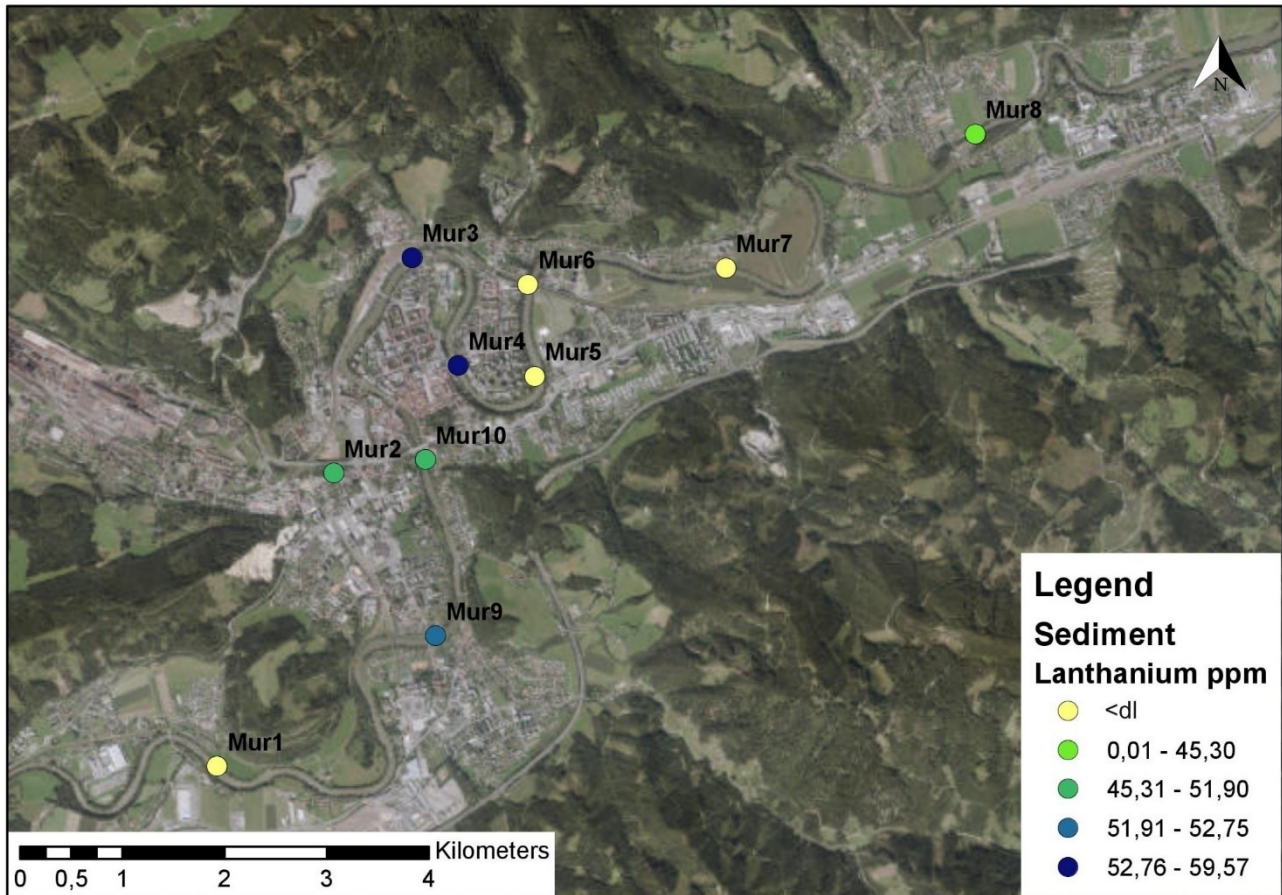 N
Mur8
Mur3
Mur7
Mur6
Mur4
Mur5
Mur10
Mur2
Mur9
Mur1
Legend
Sediment
Lanthanium ppm
<dl
0,01 - 45,30
45,31 - 51,90
51,91 - 52,75
52,76 - 59,57
Kilometers
0 0,5 1 2 3 4